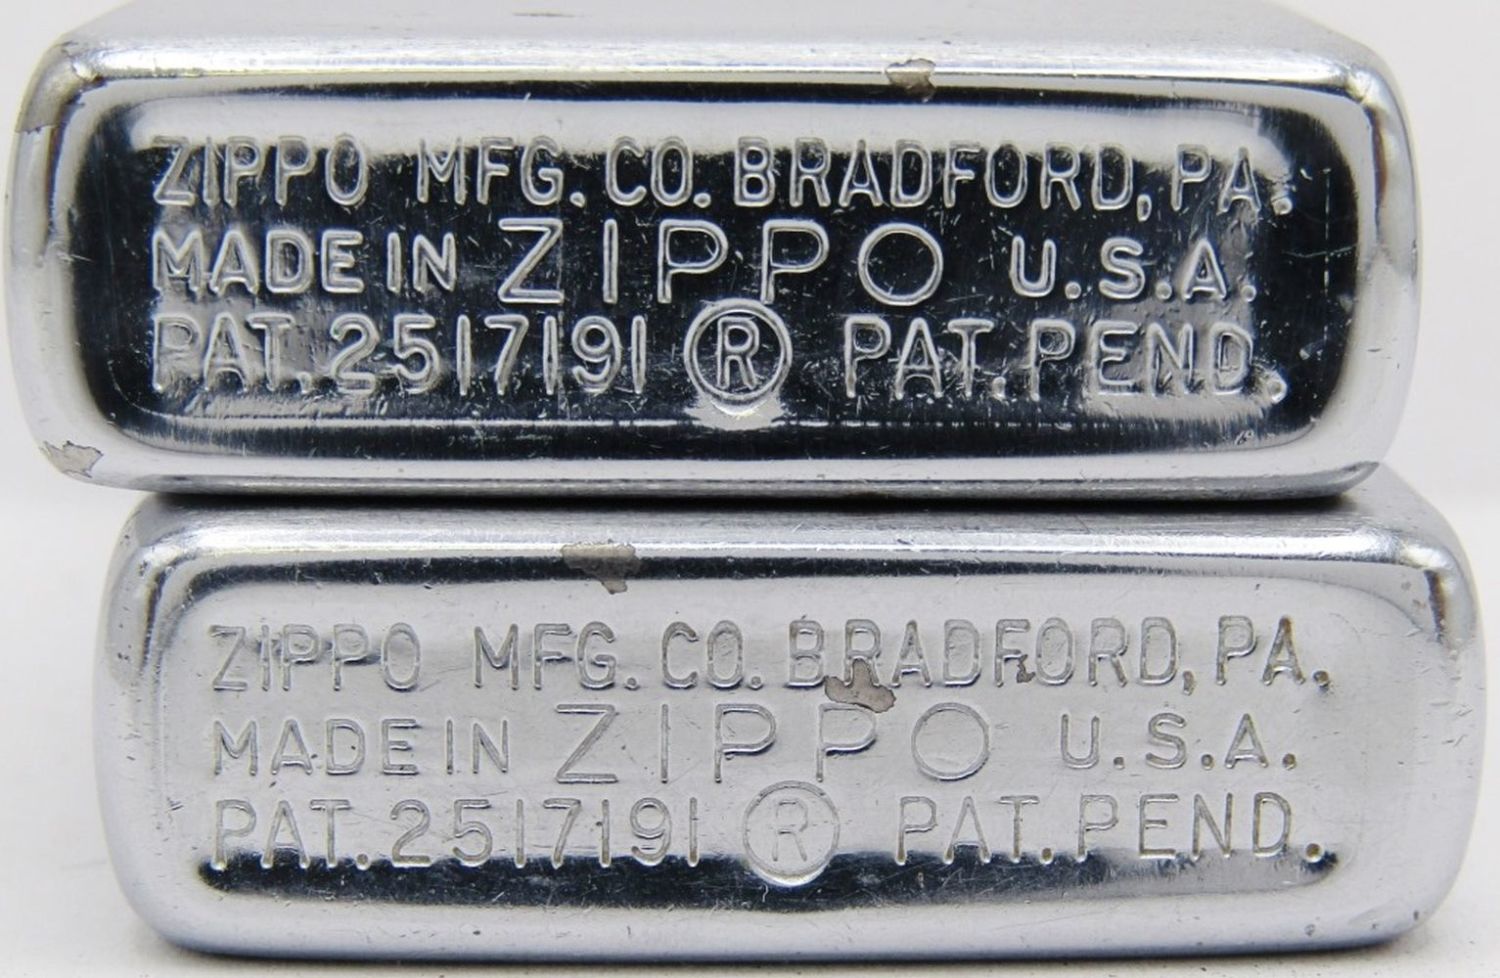 ZIPPO MFG. CO. BRADFORD, PA.
MADE IN ZIPPO U.S.A.
PAT. 2517191 ® PAT. PEND.
ZIPPO MFG. CO. BRADFORD, PA.
MADE IN ZIPPO U.S.A.
PAT. 2517191 ® PAT. PEND.